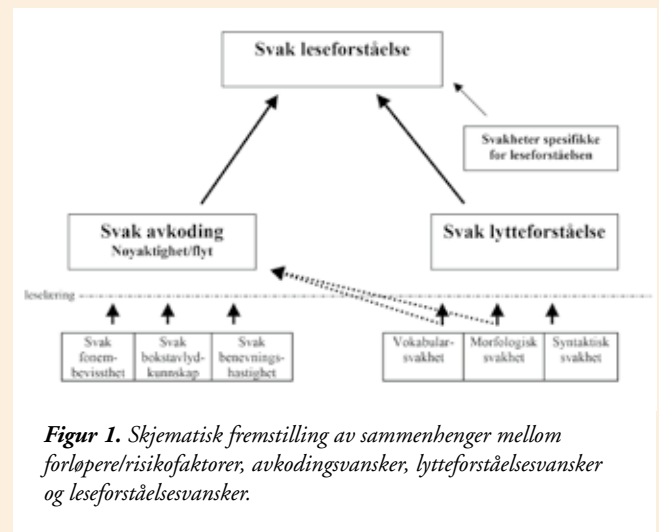 Svak leseforståelse
Svakheter spesifikke
for leseforståelsen
Svak avkoding
Nøyaktighet/flyt
Svak lytteforståelse
leselæring
Svak
fonem-
bevissthet
Svak
bokstavlyd-
kunnskap
Svak
benevnings-
hastighet
Vokabular-
svakhet
Morfologisk
svakhet
Syntaktisk
svakhet
Figur 1. Skjematisk fremstilling av sammenhenger mellom
forløpere/risikofaktorer, avkodingsvansker, lytteforståelsesvansker
og leseforståelsesvansker.